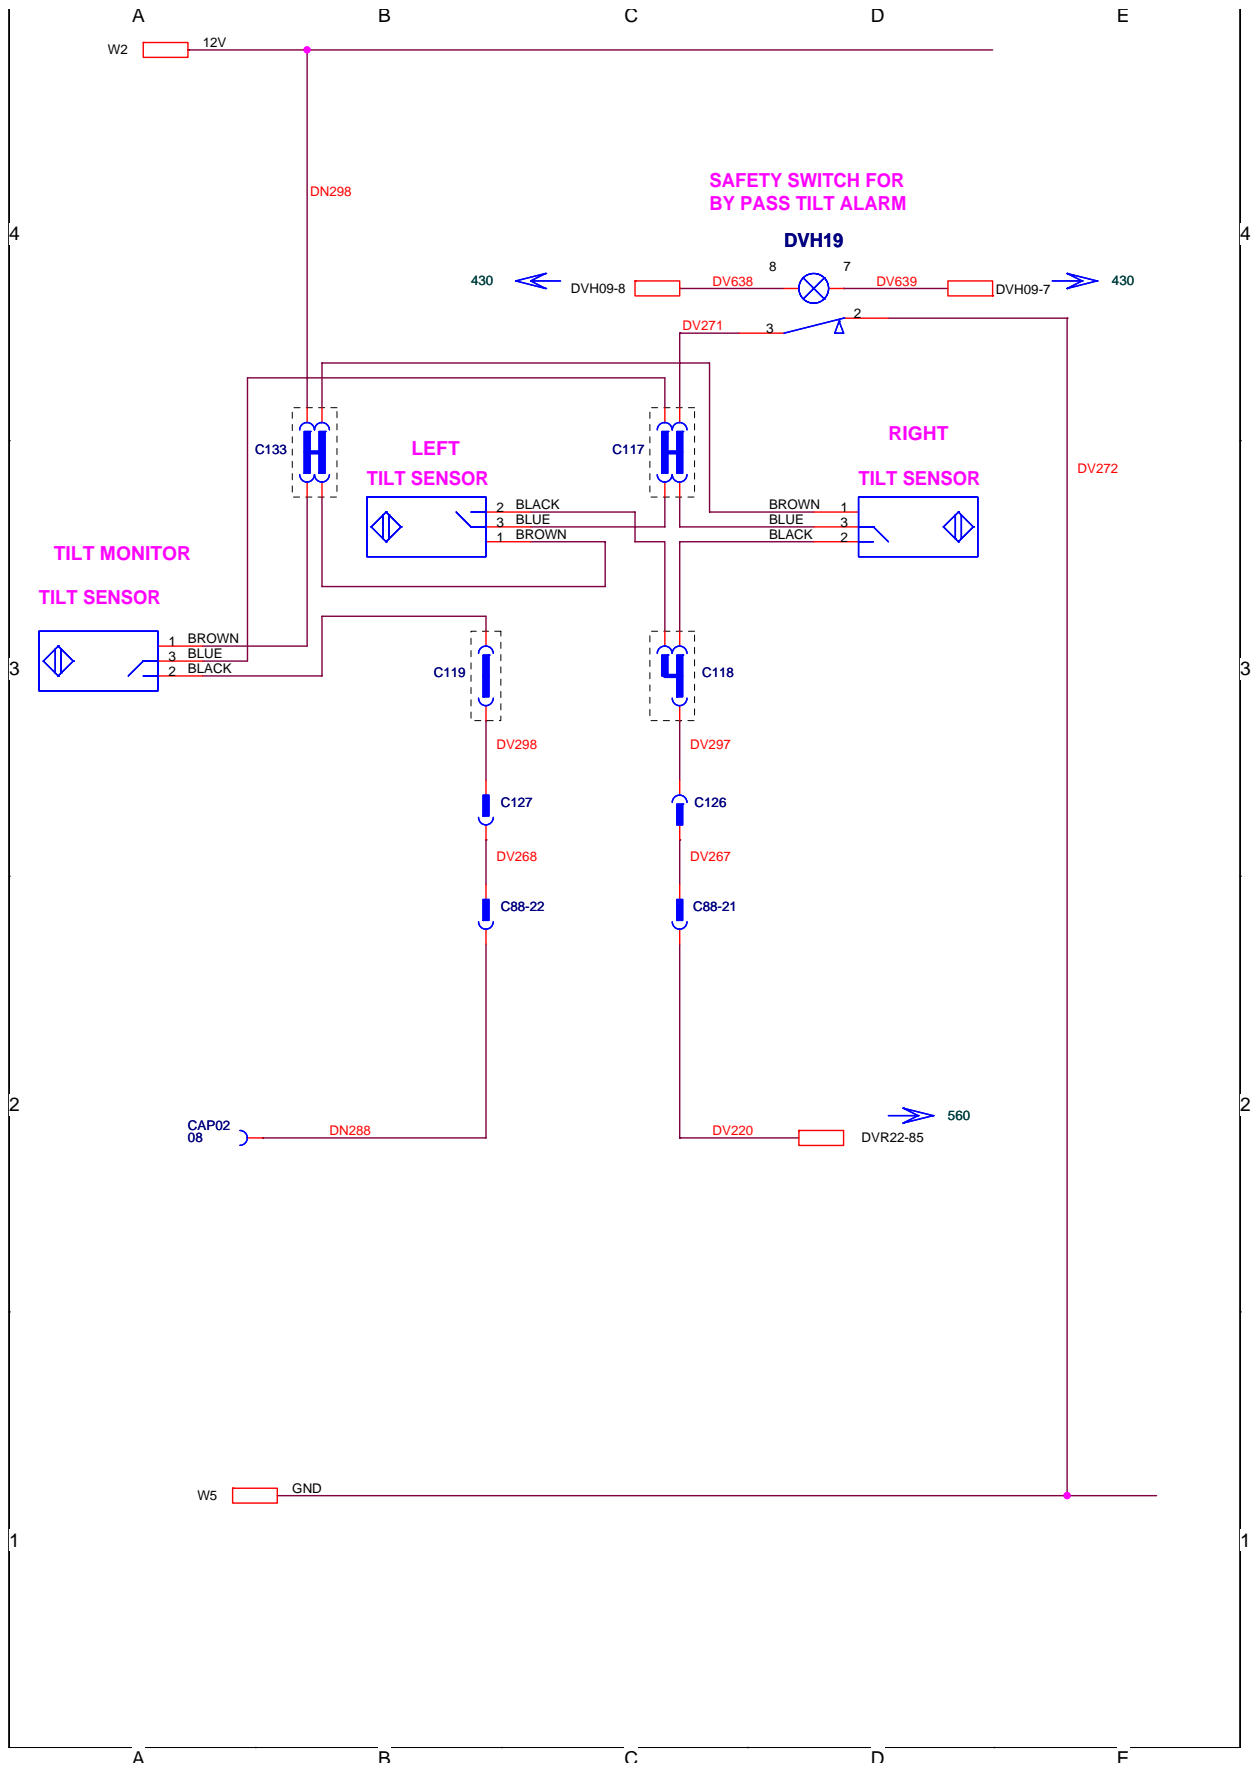 A B C D E
W2 12V
DN298
SAFETY SWITCH FOR
BY PASS TILT ALARM
4 4
DVH19
430 DVH09-8 DV638 8 7 DV639 DVH09-7 430
DV271 3 2
C133 C117
LEFT
TILT SENSOR
RIGHT
TILT SENSOR
DV272
2 BLACK
3 BLUE
1 BROWN
BROWN 1
BLUE 3
BLACK 2
TILT MONITOR
TILT SENSOR
1 BROWN
3 BLUE
2 BLACK
3 3
C119 C118
DV298 DV297
C127 C126
DV268 DV267
C88-22 C88-21
2 2
CAP02
08
DN288
DV220 DVR22-85
560
W5 GND
1 1
A B C D E